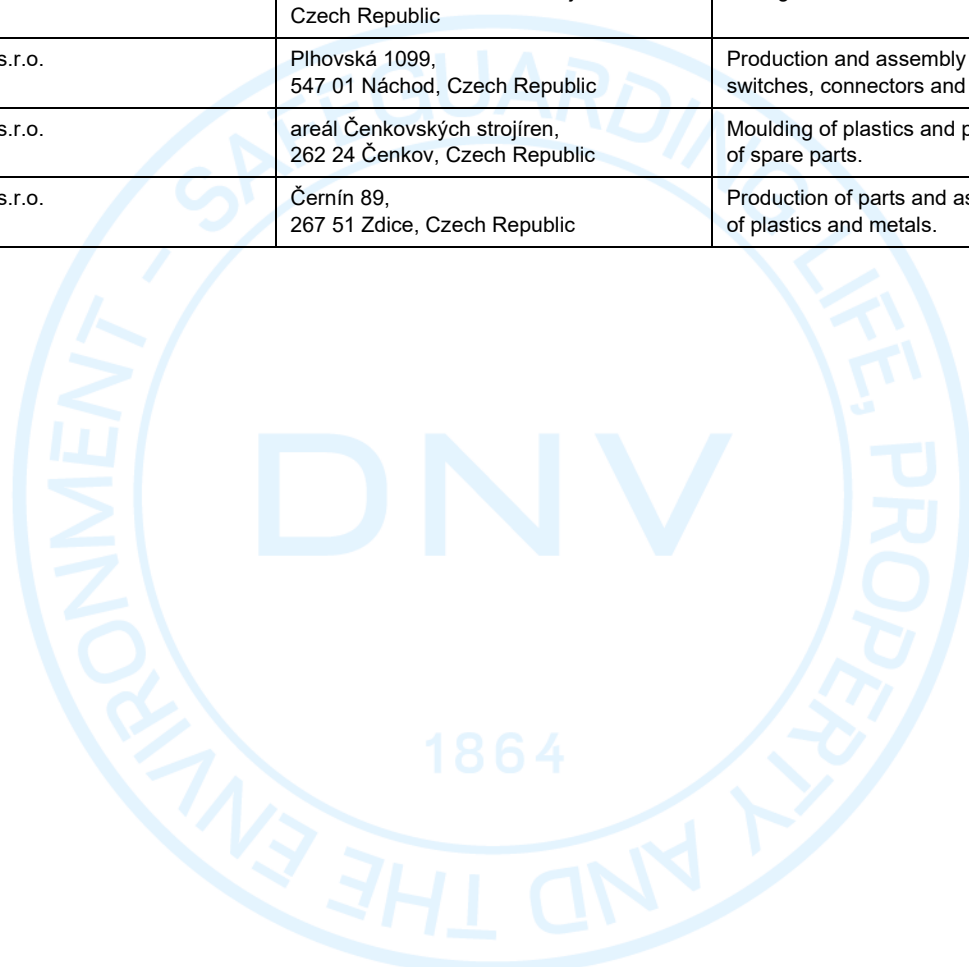 Czech Republic
s.r.o.
Plhovská 1099,
547 01 Náchod, Czech Republic
Production and assembly
switches, connectors and
s.r.o.
areál Čenkovských strojíren,
262 24 Čenkov, Czech Republic
Moulding of plastics and
of spare parts.
s.r.o.
Černín 89,
267 51 Zdice, Czech Republic
Production of parts and
of plastics and metals.
SAFEGUARDING LIFE, PROPERTY AND THE ENVIRONMENT –
DNV
1864